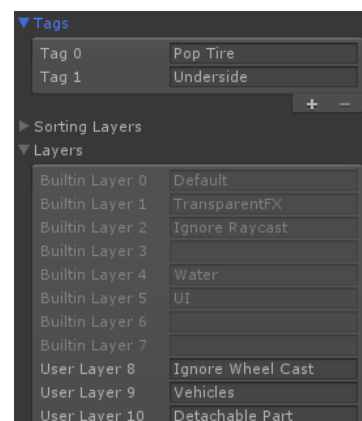 Tags
Tag 0 Pop Tire
Tag 1 Underside
+ −
Sorting Layers
Layers
Builtin Layer 0 Default
Builtin Layer 1 TransparentFX
Builtin Layer 2 Ignore Raycast
Builtin Layer 3
Builtin Layer 4 Water
Builtin Layer 5 UI
Builtin Layer 6
Builtin Layer 7
User Layer 8 Ignore Wheel Cast
User Layer 9 Vehicles
User Layer 10 Detachable Part